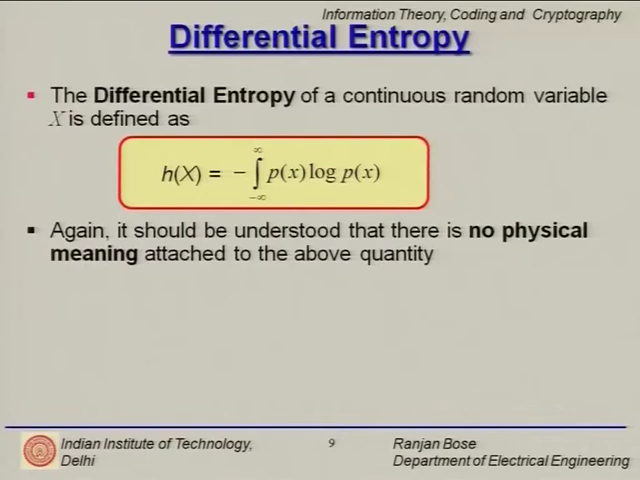 Information Theory, Coding and Cryptography
Differential Entropy
The Differential Entropy of a continuous random variable
X is defined as
h(X) = − ∫_{−∞}^{∞} p(x) log p(x)
Again, it should be understood that there is no physical
meaning attached to the above quantity
Indian Institute of Technology,
Delhi
9
Ranjan Bose
Department of Electrical Engineering